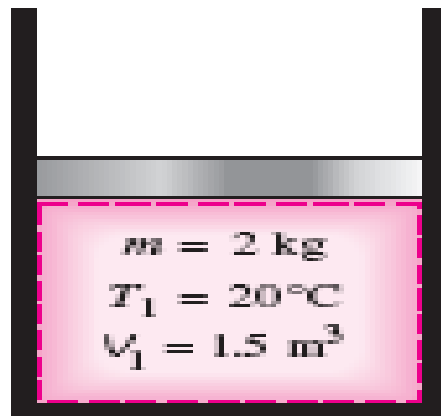 m = 2 kg
T₁ = 20°C
V₁ = 1.5 m³